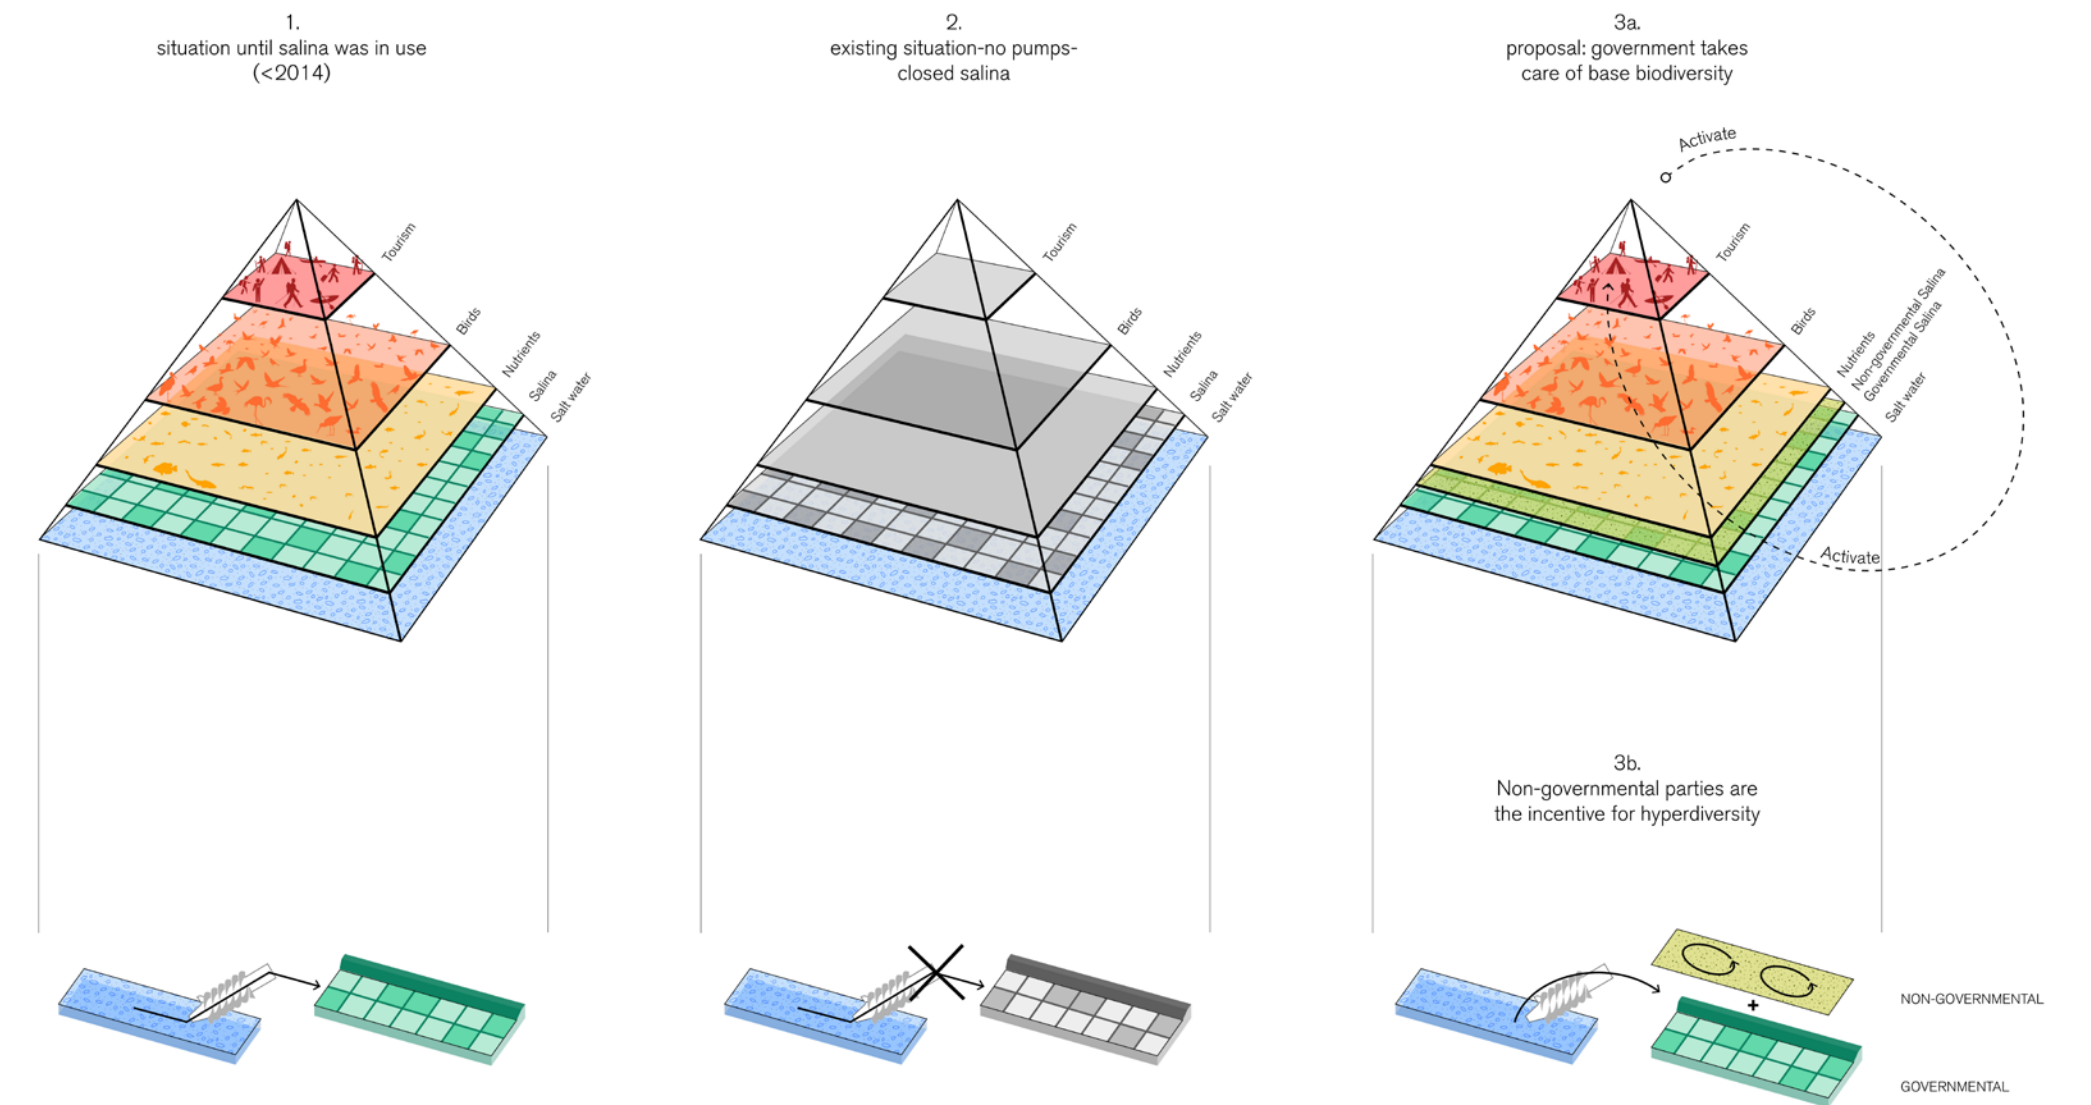 1.
situation until salina was in use
(<2014)
Tourism
Birds
Nutrients
Salina
Salt water
2.
existing situation-no pumps-
closed salina
Tourism
Birds
Nutrients
Salina
Salt water
3a.
proposal: government takes
care of base biodiversity
Activate
Tourism
Birds
Nutrients
Non-governmental Salina
Governmental Salina
Salt water
Activate
3b.
Non-governmental parties are
the incentive for hyperdiversity
+
NON-GOVERNMENTAL
GOVERNMENTAL